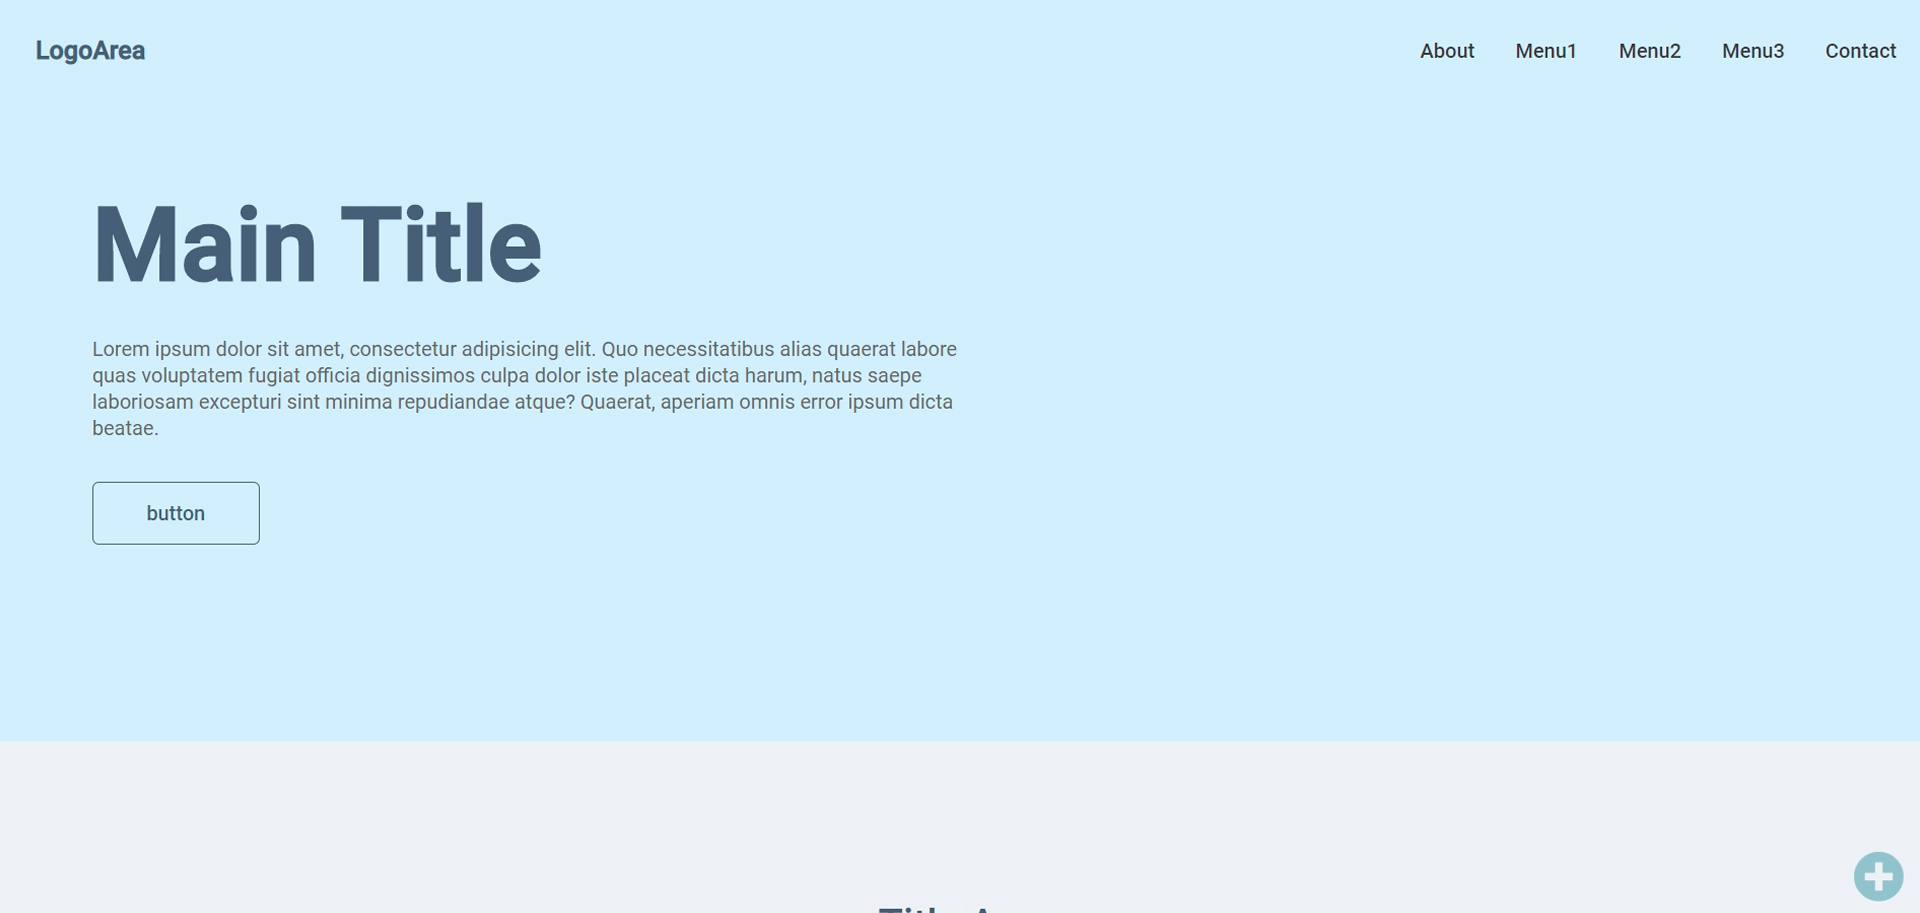 LogoArea
About Menu1 Menu2 Menu3 Contact
Main Title
Lorem ipsum dolor sit amet, consectetur adipisicing elit. Quo necessitatibus alias quaerat labore
quas voluptatem fugiat officia dignissimos culpa dolor iste placeat dicta harum, natus saepe
laboriosam excepturi sint minima repudiandae atque? Quaerat, aperiam omnis error ipsum dicta
beatae.
button